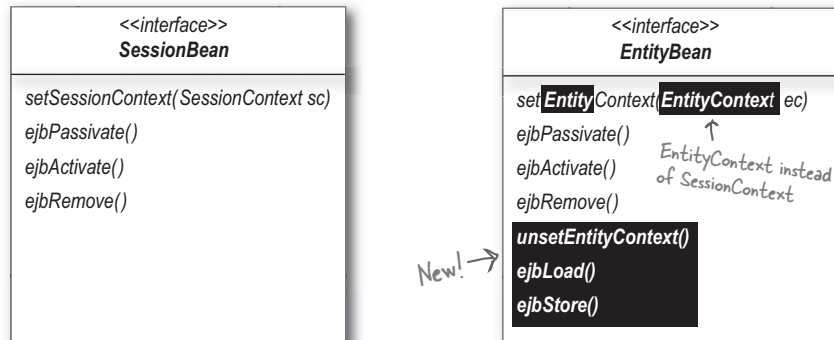 <<interface>>
SessionBean
setSessionContext(SessionContext sc)
ejbPassivate()
ejbActivate()
ejbRemove()
<<interface>>
EntityBean
setEntityContext(EntityContext ec)
ejbPassivate()
ejbActivate()
ejbRemove()
EntityContext instead
of SessionContext
New!
unsetEntityContext()
ejbLoad()
ejbStore()